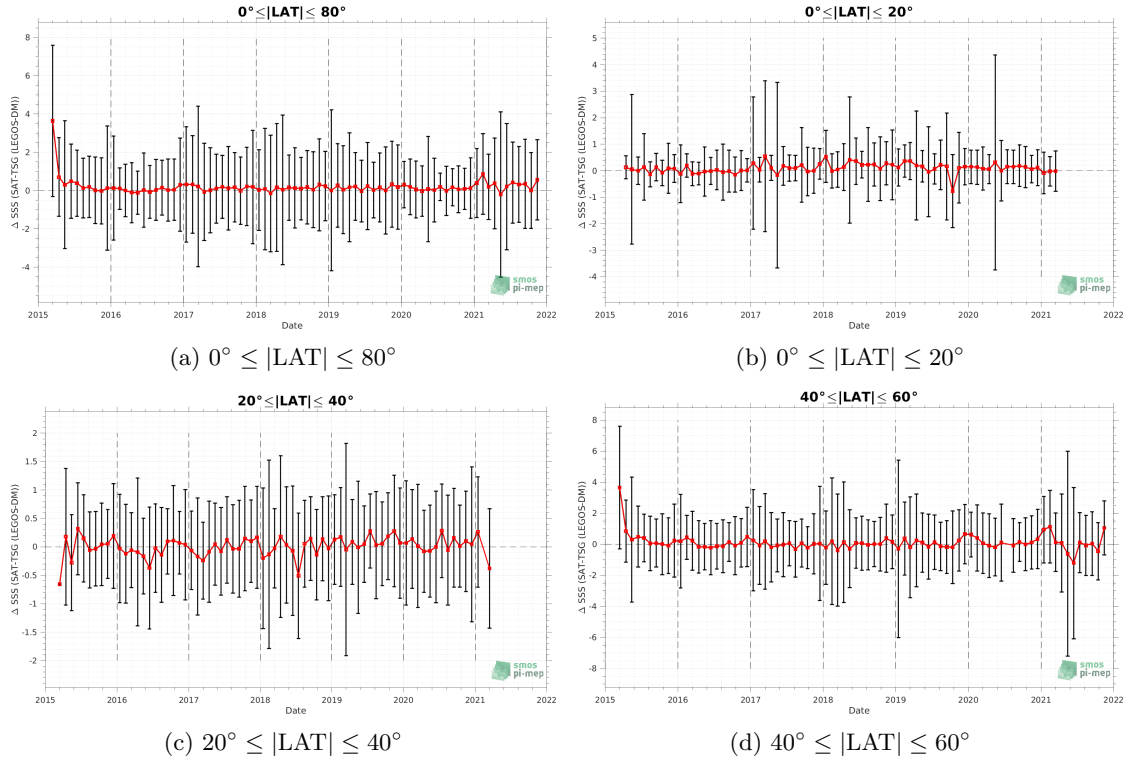 0°≤|LAT|≤ 80°
Δ SSS (SAT-TSG (LEGOS-DM))
8
6
4
2
0
-2
-4
2015 2016 2017 2018 2019 2020 2021 2022
Date
smos
pi-mep
(a) 0° ≤ |LAT| ≤ 80°
0°≤|LAT|≤ 20°
Δ SSS (SAT-TSG (LEGOS-DM))
5
4
3
2
1
0
-1
-2
-3
-4
2015 2016 2017 2018 2019 2020 2021 2022
Date
smos
pi-mep
(b) 0° ≤ |LAT| ≤ 20°
20°≤|LAT|≤ 40°
Δ SSS (SAT-TSG (LEGOS-DM))
2
1.5
1
0.5
0
-0.5
-1
-1.5
-2
2015 2016 2017 2018 2019 2020 2021 2022
Date
smos
pi-mep
(c) 20° ≤ |LAT| ≤ 40°
40°≤|LAT|≤ 60°
Δ SSS (SAT-TSG (LEGOS-DM))
8
6
4
2
0
-2
-4
-6
-8
2015 2016 2017 2018 2019 2020 2021 2022
Date
smos
pi-mep
(d) 40° ≤ |LAT| ≤ 60°